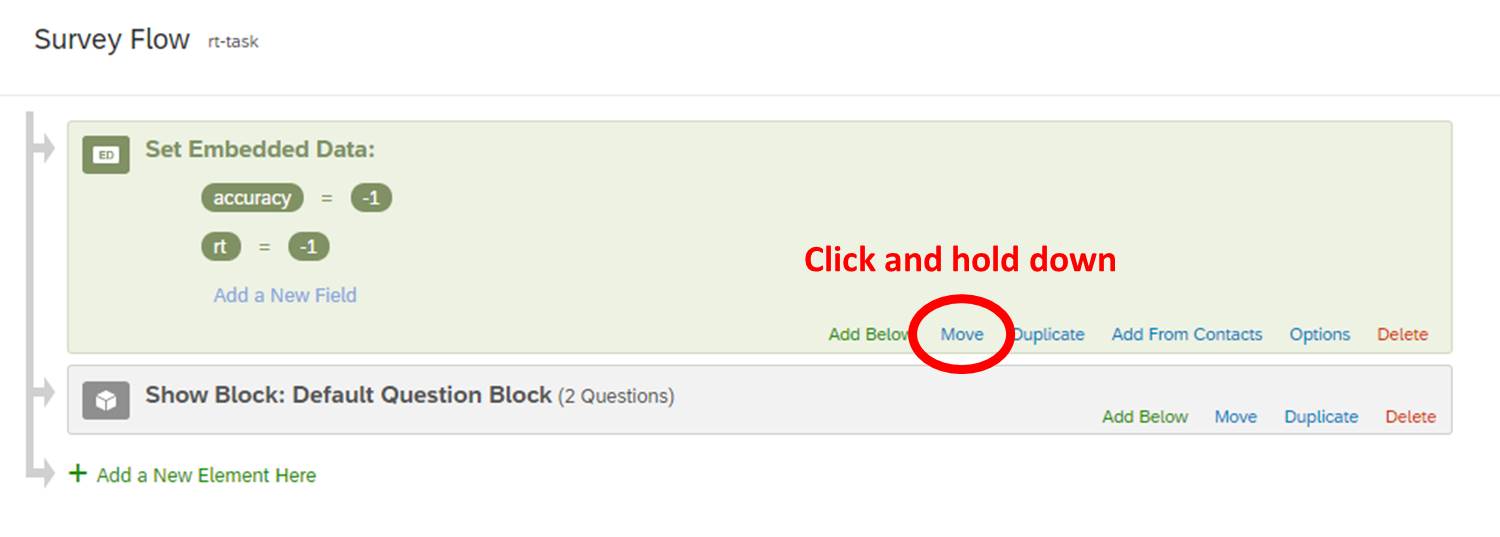 Survey Flow rt-task
ED Set Embedded Data:
accuracy = -1
rt = -1
Click and hold down
Add a New Field
Add Below Move Duplicate Add From Contacts Options Delete
Show Block: Default Question Block (2 Questions)
Add Below Move Duplicate Delete
+ Add a New Element Here